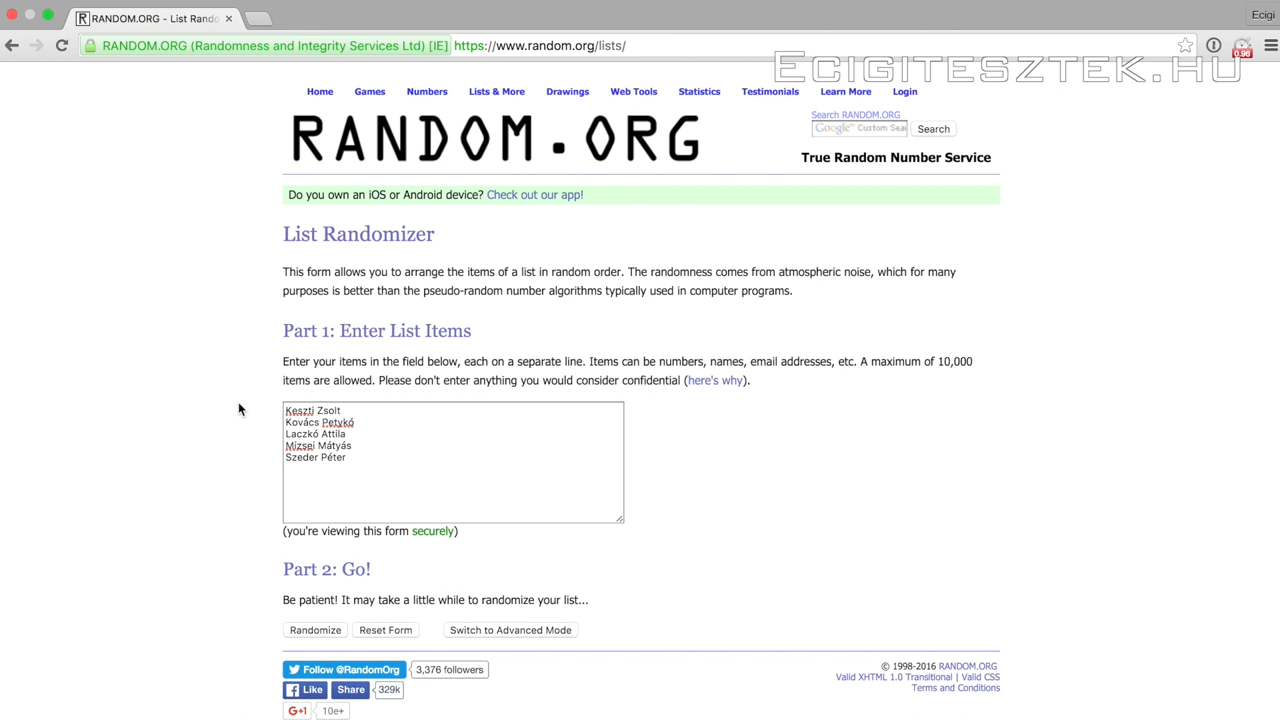 RANDOM.ORG - List Rando
Ecigi
RANDOM.ORG (Randomness and Integrity Services Ltd) [IE] https://www.random.org/lists/
0.96
ECIGITESZTEK.HU
Home Games Numbers Lists & More Drawings Web Tools Statistics Testimonials Learn More Login
RANDOM.ORG
Search RANDOM.ORG
Google™ Custom Sear
Search
True Random Number Service
Do you own an iOS or Android device? Check out our app!
List Randomizer
This form allows you to arrange the items of a list in random order. The randomness comes from atmospheric noise, which for many
purposes is better than the pseudo-random number algorithms typically used in computer programs.
Part 1: Enter List Items
Enter your items in the field below, each on a separate line. Items can be numbers, names, email addresses, etc. A maximum of 10,000
items are allowed. Please don't enter anything you would consider confidential (here's why).
Keszti Zsolt
Kovács Petykó
Laczkó Attila
Mizsei Mátyás
Szeder Péter
(you're viewing this form securely)
Part 2: Go!
Be patient! It may take a little while to randomize your list...
Randomize Reset Form Switch to Advanced Mode
Follow @RandomOrg 3,376 followers
Like Share 329k
G+1 10e+
© 1998-2016 RANDOM.ORG
Valid XHTML 1.0 Transitional | Valid CSS
Terms and Conditions